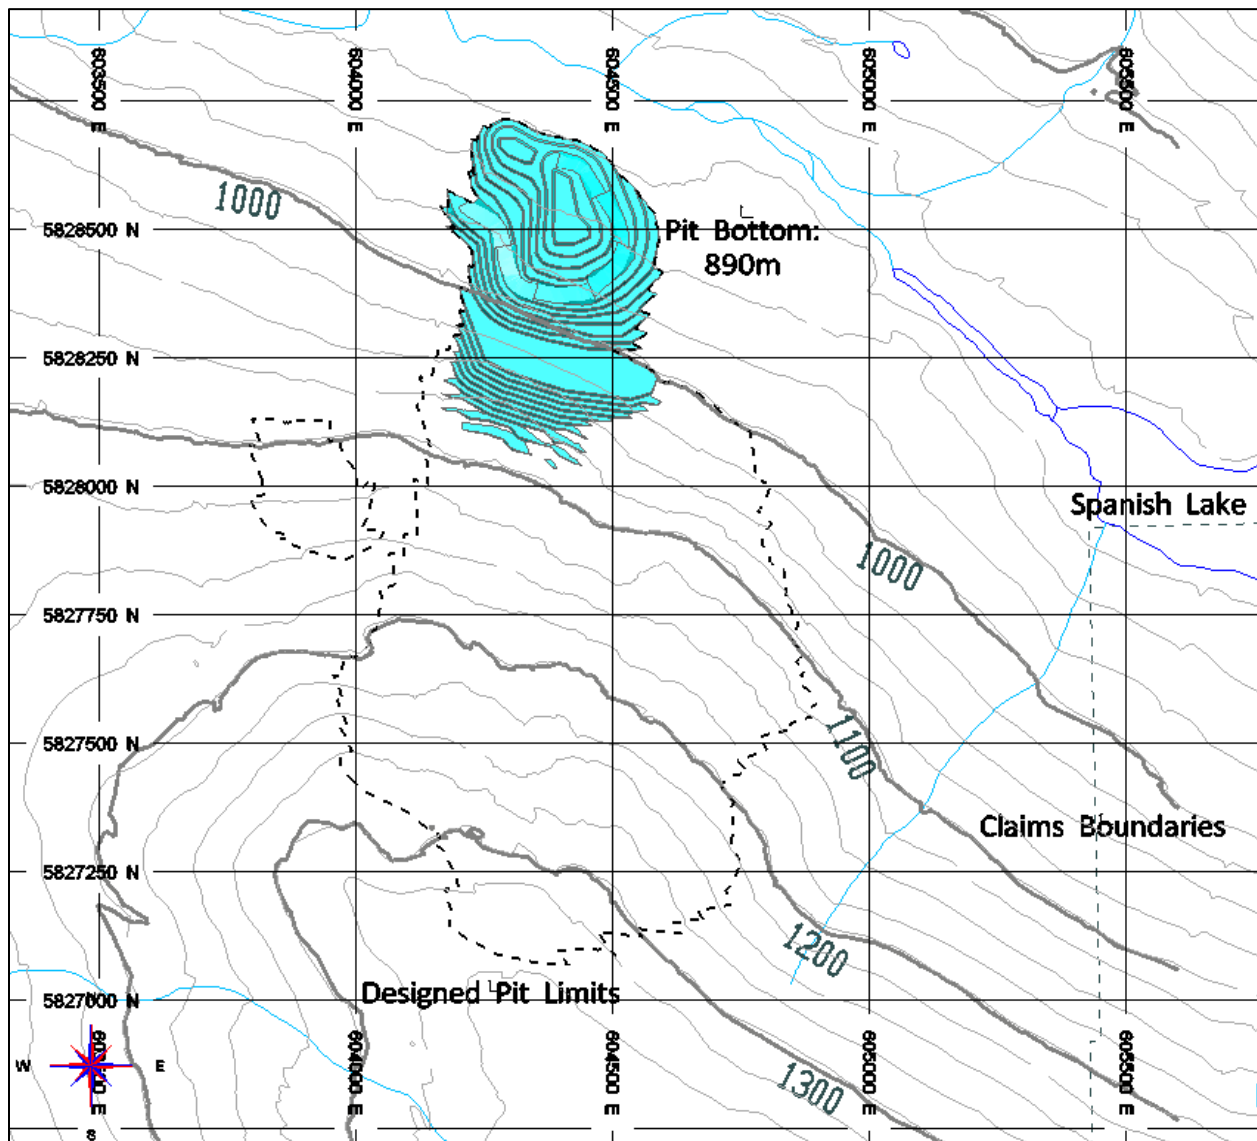 603500 E
604000 E
604500 E
605000 E
605500 E
1000
5828500 N
Pit Bottom:
890m
5828250 N
5828000 N
Spanish Lake
1000
5827750 N
5827500 N
1100
Claims Boundaries
5827250 N
1200
Designed Pit Limits
5827000 N
W
E
1300
604000 E
604500 E
605000 E
605500 E
S